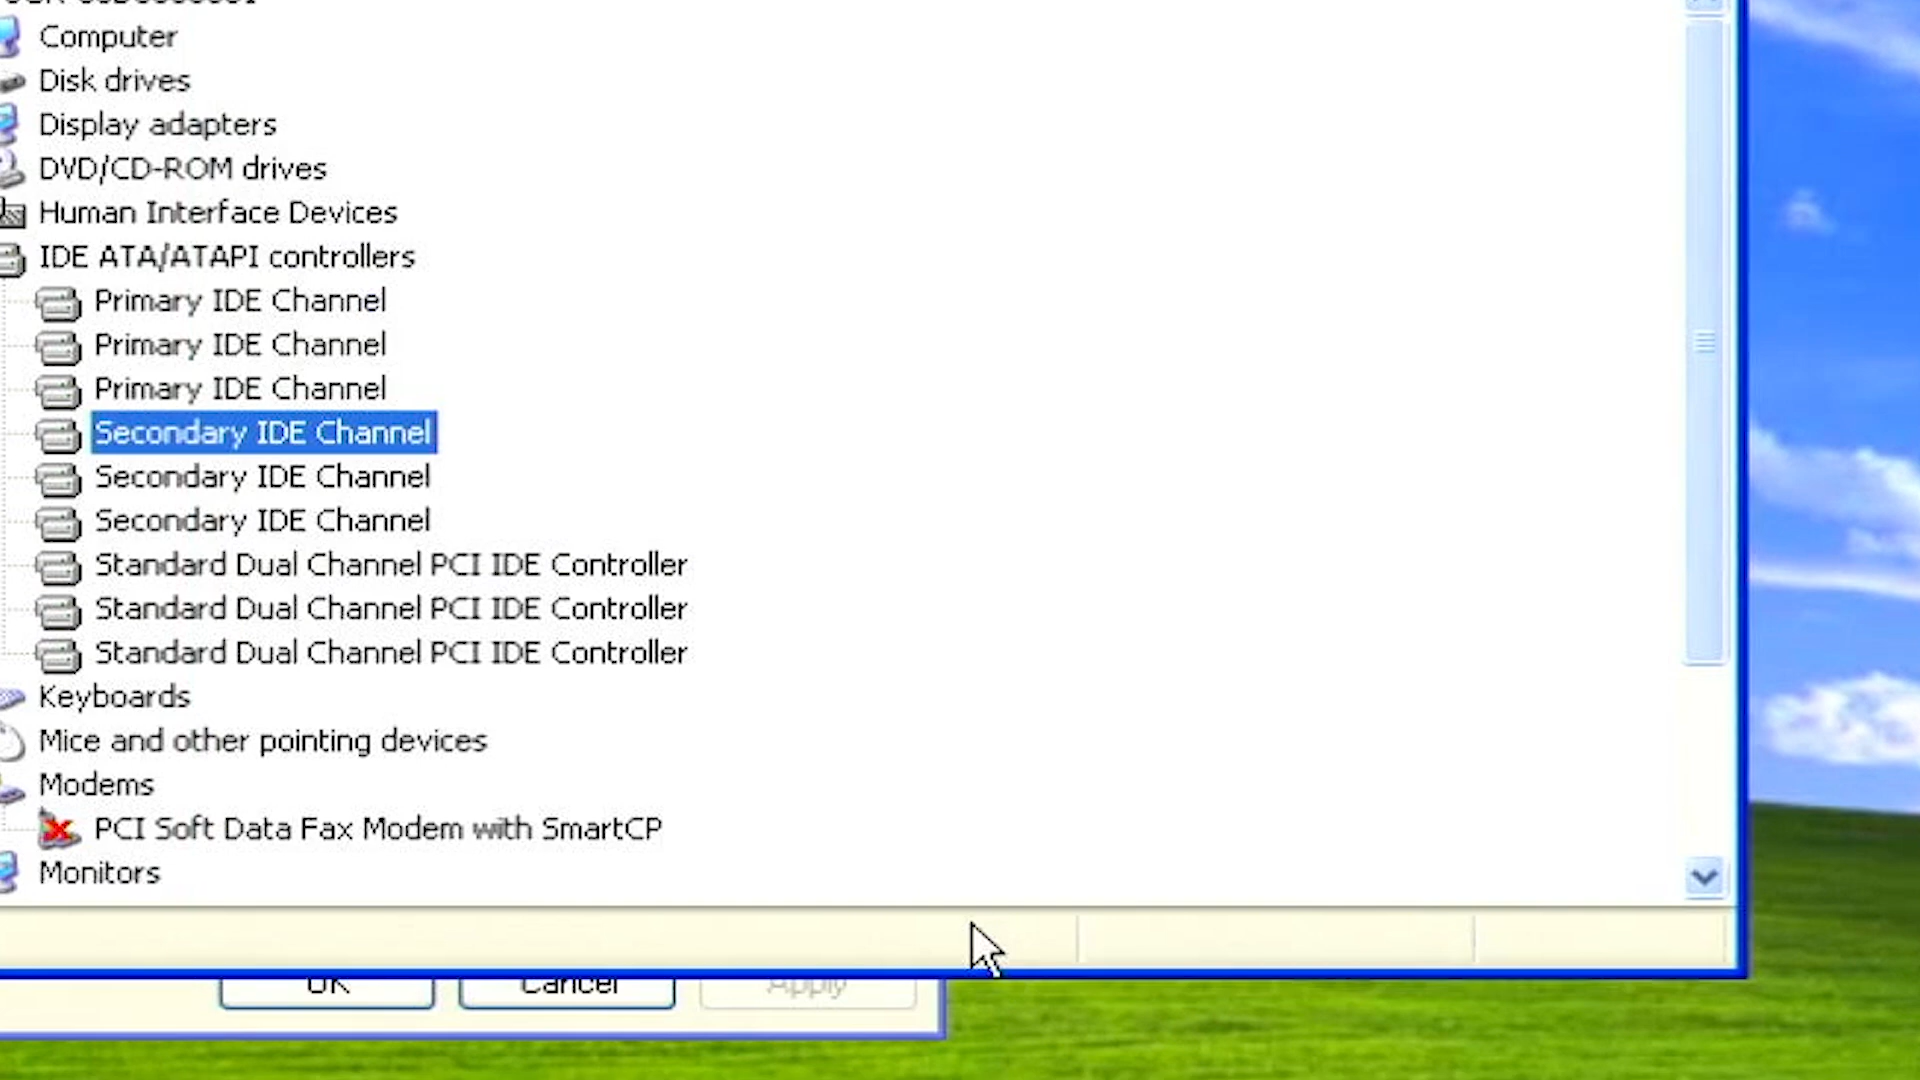 Computer
Disk drives
Display adapters
DVD/CD-ROM drives
Human Interface Devices
IDE ATA/ATAPI controllers
Primary IDE Channel
Primary IDE Channel
Primary IDE Channel
Secondary IDE Channel
Secondary IDE Channel
Secondary IDE Channel
Standard Dual Channel PCI IDE Controller
Standard Dual Channel PCI IDE Controller
Standard Dual Channel PCI IDE Controller
Keyboards
Mice and other pointing devices
Modems
PCI Soft Data Fax Modem with SmartCP
Monitors
OK Cancel Apply